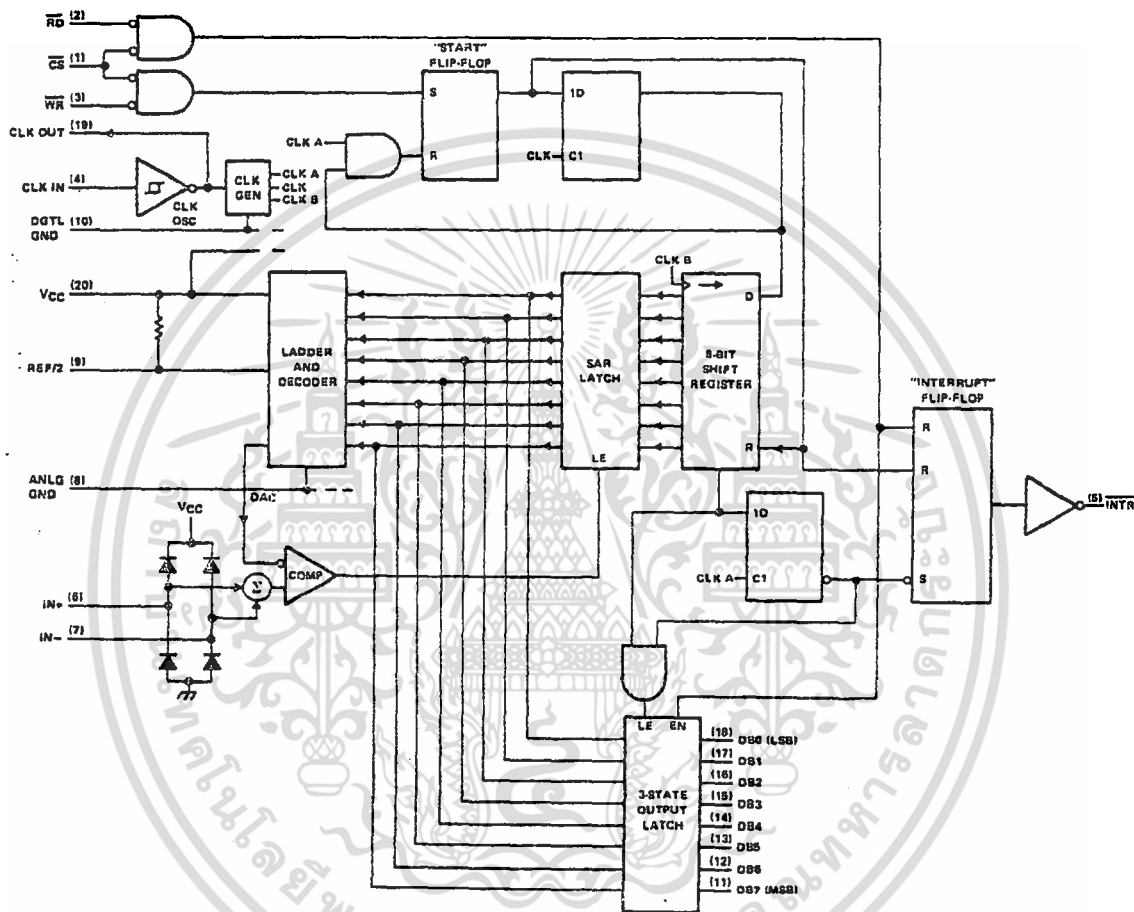 RD (2)
CS (1)
WR (3)
CLK OUT (19)
CLK IN (4)
CLK OSC
CLK GEN
CLK A
CLK
CLK B
DGTL GND (10)
VCC (20)
REF/2 (9)
ANLG GND (8)
VCC
IN+ (6)
IN− (7)
"START" FLIP-FLOP
S
R
CLK A
1D
CLK
C1
LADDER AND DECODER
DAC
COMP
Σ
SAR LATCH
LE
CLK B
8-BIT SHIFT REGISTER
D
R
1D
CLK A
C1
"INTERRUPT" FLIP-FLOP
R
R
S
(5) INTR
LE EN
3-STATE OUTPUT LATCH
(18) DB0 (LSB)
(17) DB1
(16) DB2
(15) DB3
(14) DB4
(13) DB5
(12) DB6
(11) DB7 (MSB)